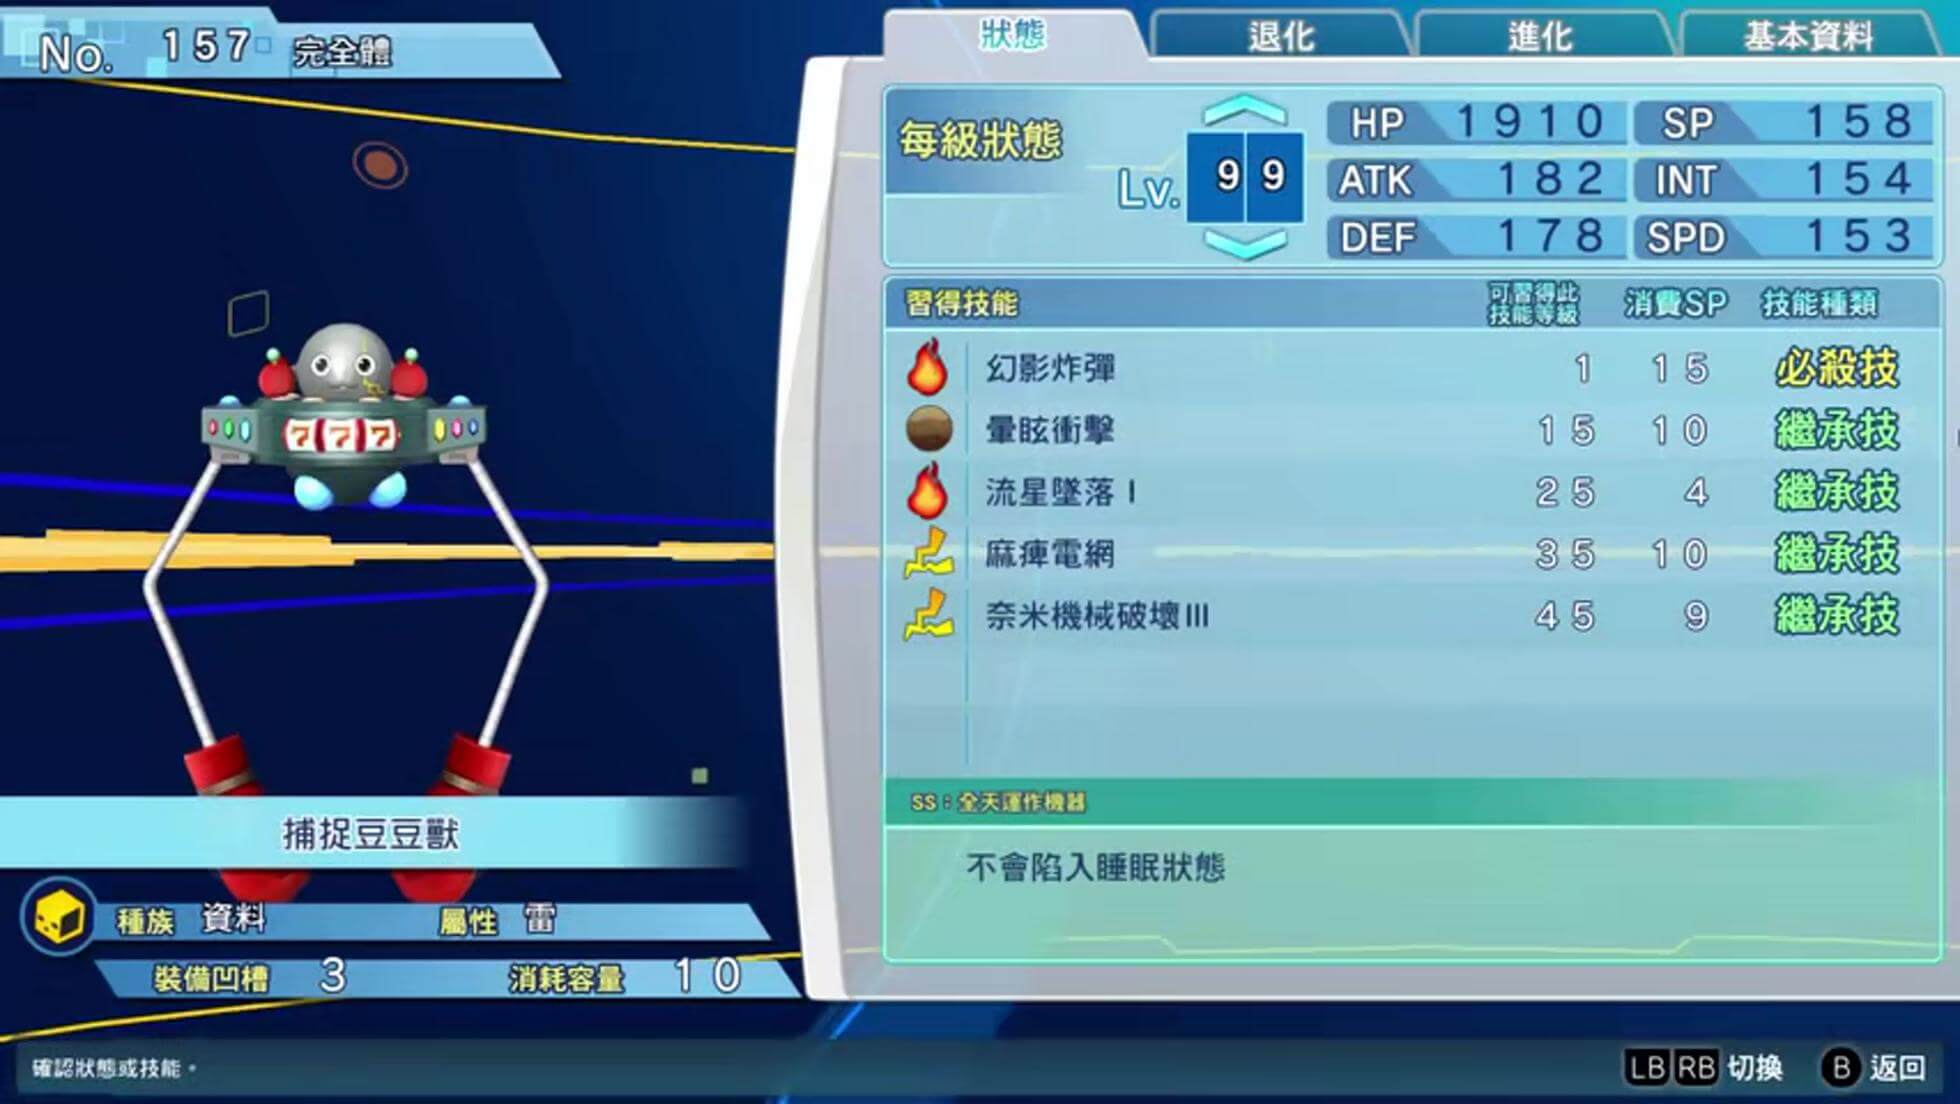 No. 157 完全體
狀態 退化 進化 基本資料
每級狀態
Lv. 99
HP 1910 SP 158
ATK 182 INT 154
DEF 178 SPD 153
習得技能 可習得此技能等級 消費SP 技能種類
幻影炸彈 1 15 必殺技
暈眩衝擊 15 10 繼承技
流星墜落 I 25 4 繼承技
麻痺電網 35 10 繼承技
奈米機械破壞III 45 9 繼承技
SS:全天運作機器
不會陷入睡眠狀態
777
捕捉豆豆獸
種族 資料 屬性 雷
裝備凹槽 3 消耗容量 10
確認狀態或技能。
LB RB 切換 B 返回